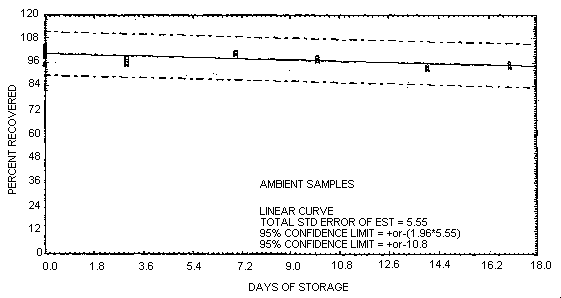 120
108
96
84
72
60
48
36
24
12
0
PERCENT RECOVERED
AMBIENT SAMPLES
LINEAR CURVE
TOTAL STD ERROR OF EST = 5.55
95% CONFIDENCE LIMIT = +or-(1.96*5.55)
95% CONFIDENCE LIMIT = +or-10.8
0.0 1.8 3.6 5.4 7.2 9.0 10.8 12.6 14.4 16.2 18.0
DAYS OF STORAGE